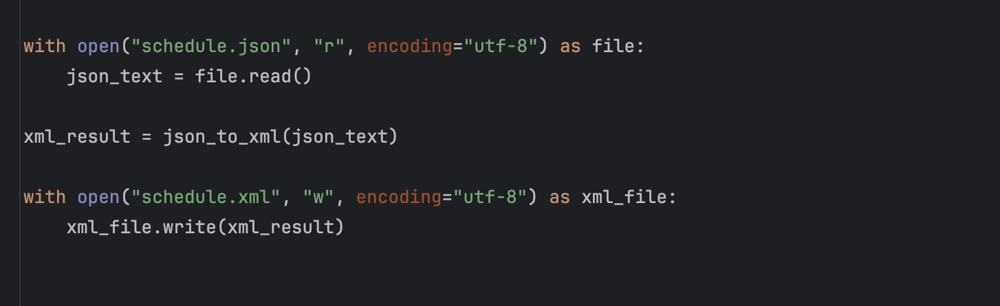 with open("schedule.json", "r", encoding="utf-8") as file:
    json_text = file.read()
xml_result = json_to_xml(json_text)
with open("schedule.xml", "w", encoding="utf-8") as xml_file:
    xml_file.write(xml_result)